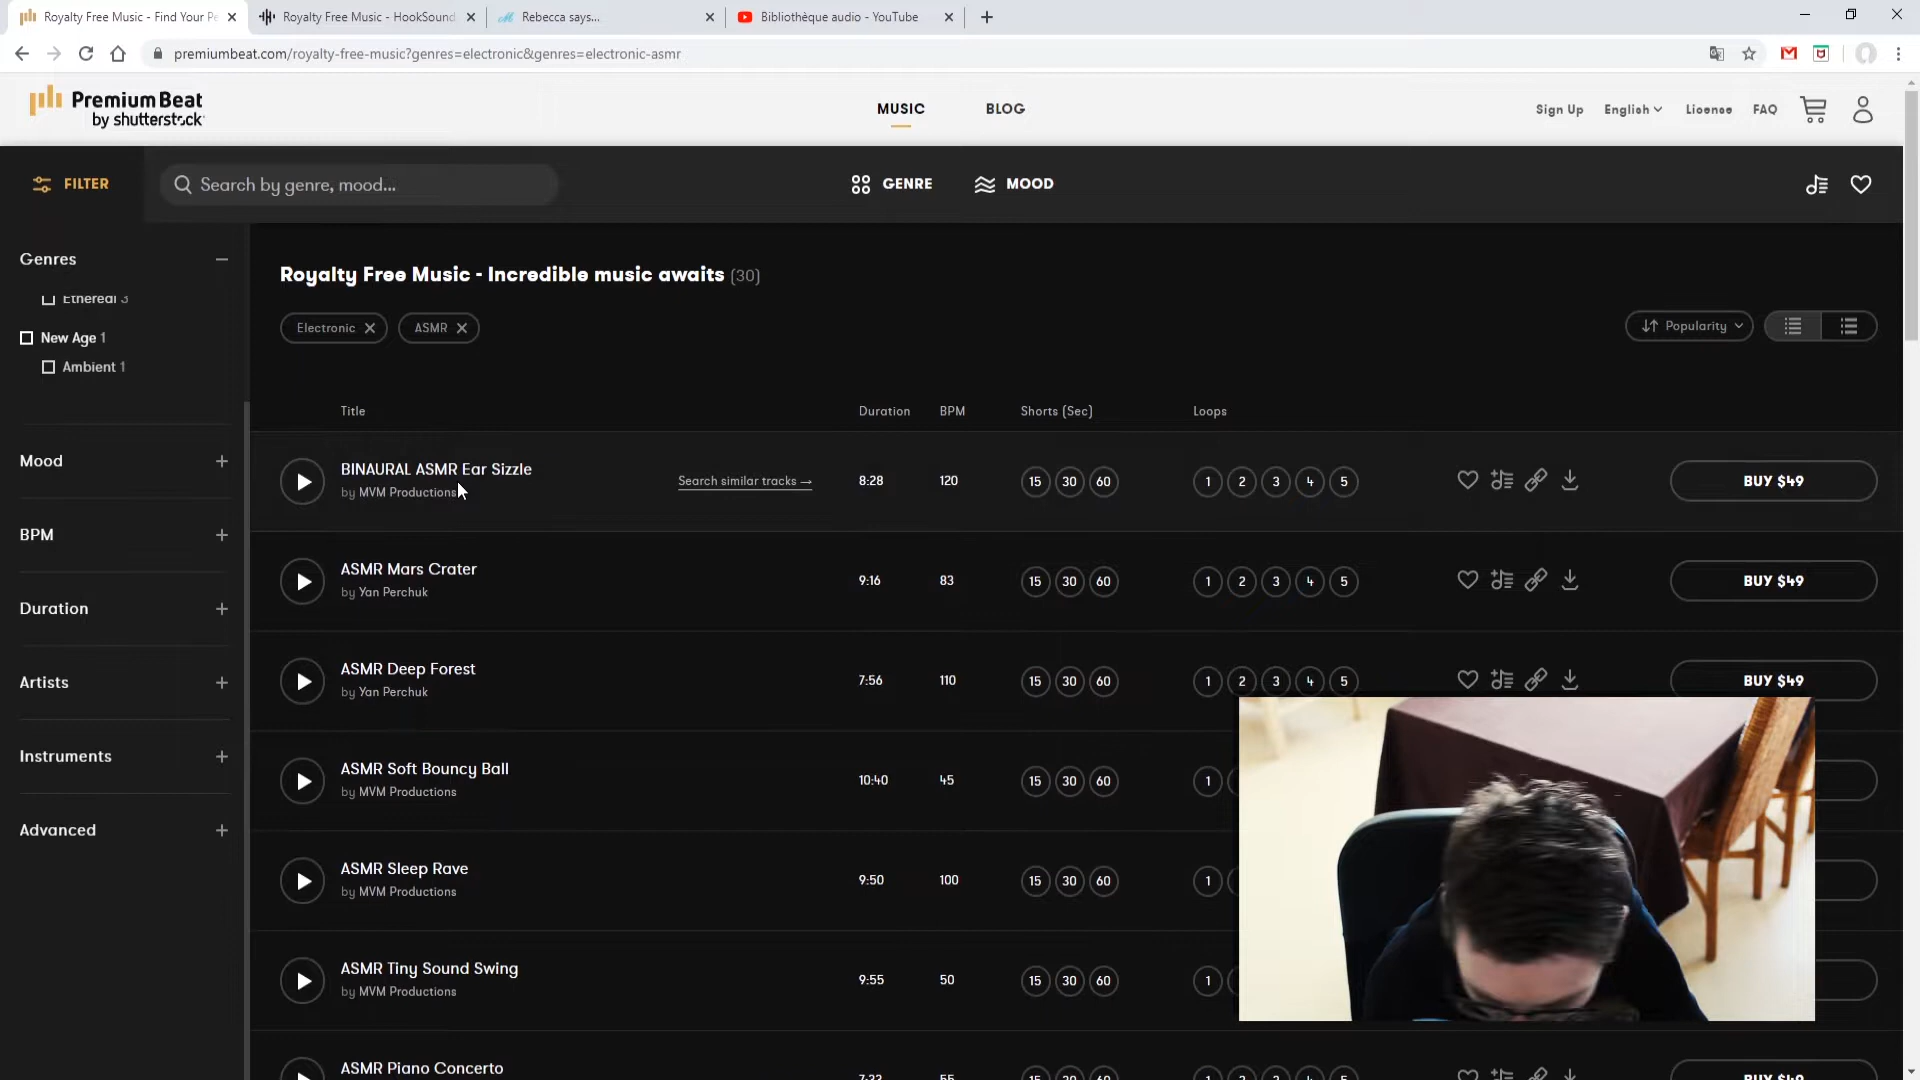 Royalty Free Music - Find Your Pe
Royalty Free Music - HookSound
Rebecca says...
Bibliothèque audio - YouTube
premiumbeat.com/royalty-free-music?genres=electronic&genres=electronic-asmr
PremiumBeat
by shutterstock
MUSIC
BLOG
Sign Up
English
License
FAQ
FILTER
Search by genre, mood...
GENRE
MOOD
Genres
Ethereal 3
New Age 1
Ambient 1
Mood
BPM
Duration
Artists
Instruments
Advanced
Royalty Free Music - Incredible music awaits (30)
Electronic
ASMR
Popularity
Title Duration BPM Shorts (Sec) Loops
BINAURAL ASMR Ear Sizzle
by MVM Productions
Search similar tracks → 8:28 120 15 30 60 1 2 3 4 5 BUY $49
ASMR Mars Crater
by Yan Perchuk
9:16 83 15 30 60 1 2 3 4 5 BUY $49
ASMR Deep Forest
by Yan Perchuk
7:56 110 15 30 60 1 2 3 4 5 BUY $49
ASMR Soft Bouncy Ball
by MVM Productions
10:40 45 15 30 60 1
ASMR Sleep Rave
by MVM Productions
9:50 100 15 30 60 1
ASMR Tiny Sound Swing
by MVM Productions
9:55 50 15 30 60 1
ASMR Piano Concerto